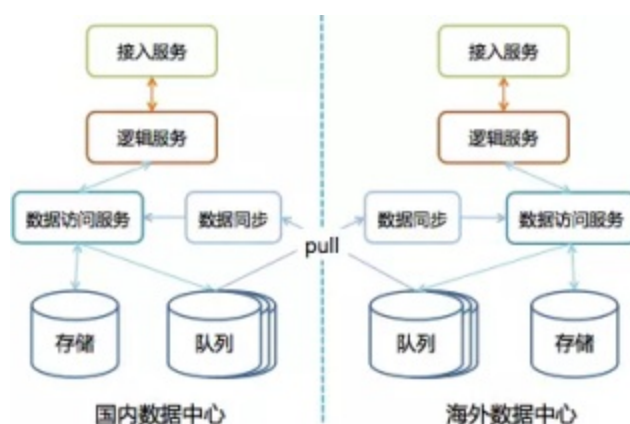 接入服务
接入服务
逻辑服务
逻辑服务
数据访问服务
数据同步
数据同步
数据访问服务
pull
存储
队列
队列
存储
国内数据中心
海外数据中心